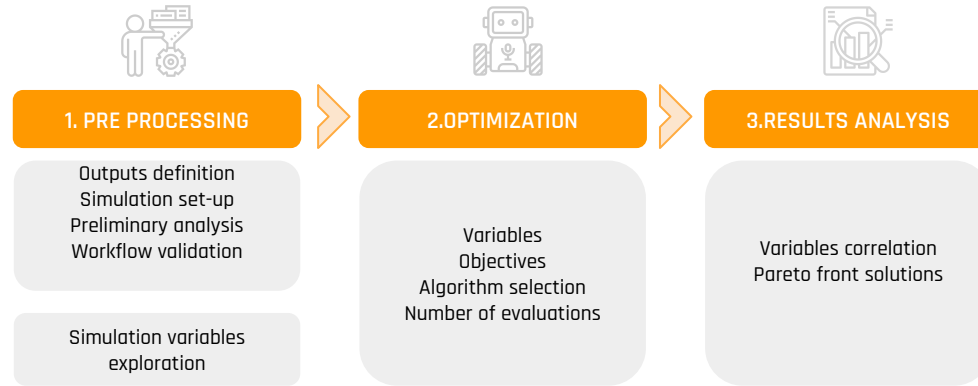 1. PRE PROCESSING
Outputs definition
Simulation set-up
Preliminary analysis
Workflow validation
Simulation variables
exploration
2.OPTIMIZATION
Variables
Objectives
Algorithm selection
Number of evaluations
3.RESULTS ANALYSIS
Variables correlation
Pareto front solutions